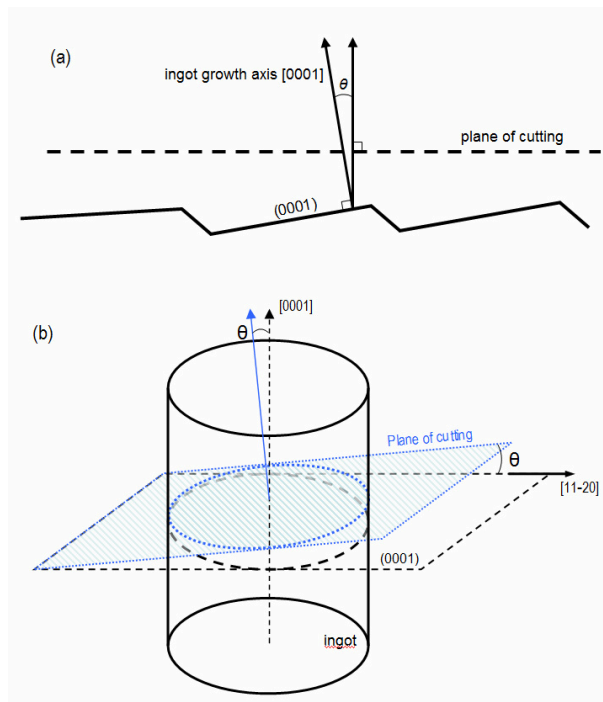 (a)
ingot growth axis [0001]
θ
plane of cutting
(0001)
(b)
[0001]
θ
Plane of cutting
θ
[11-20]
(0001)
ingot